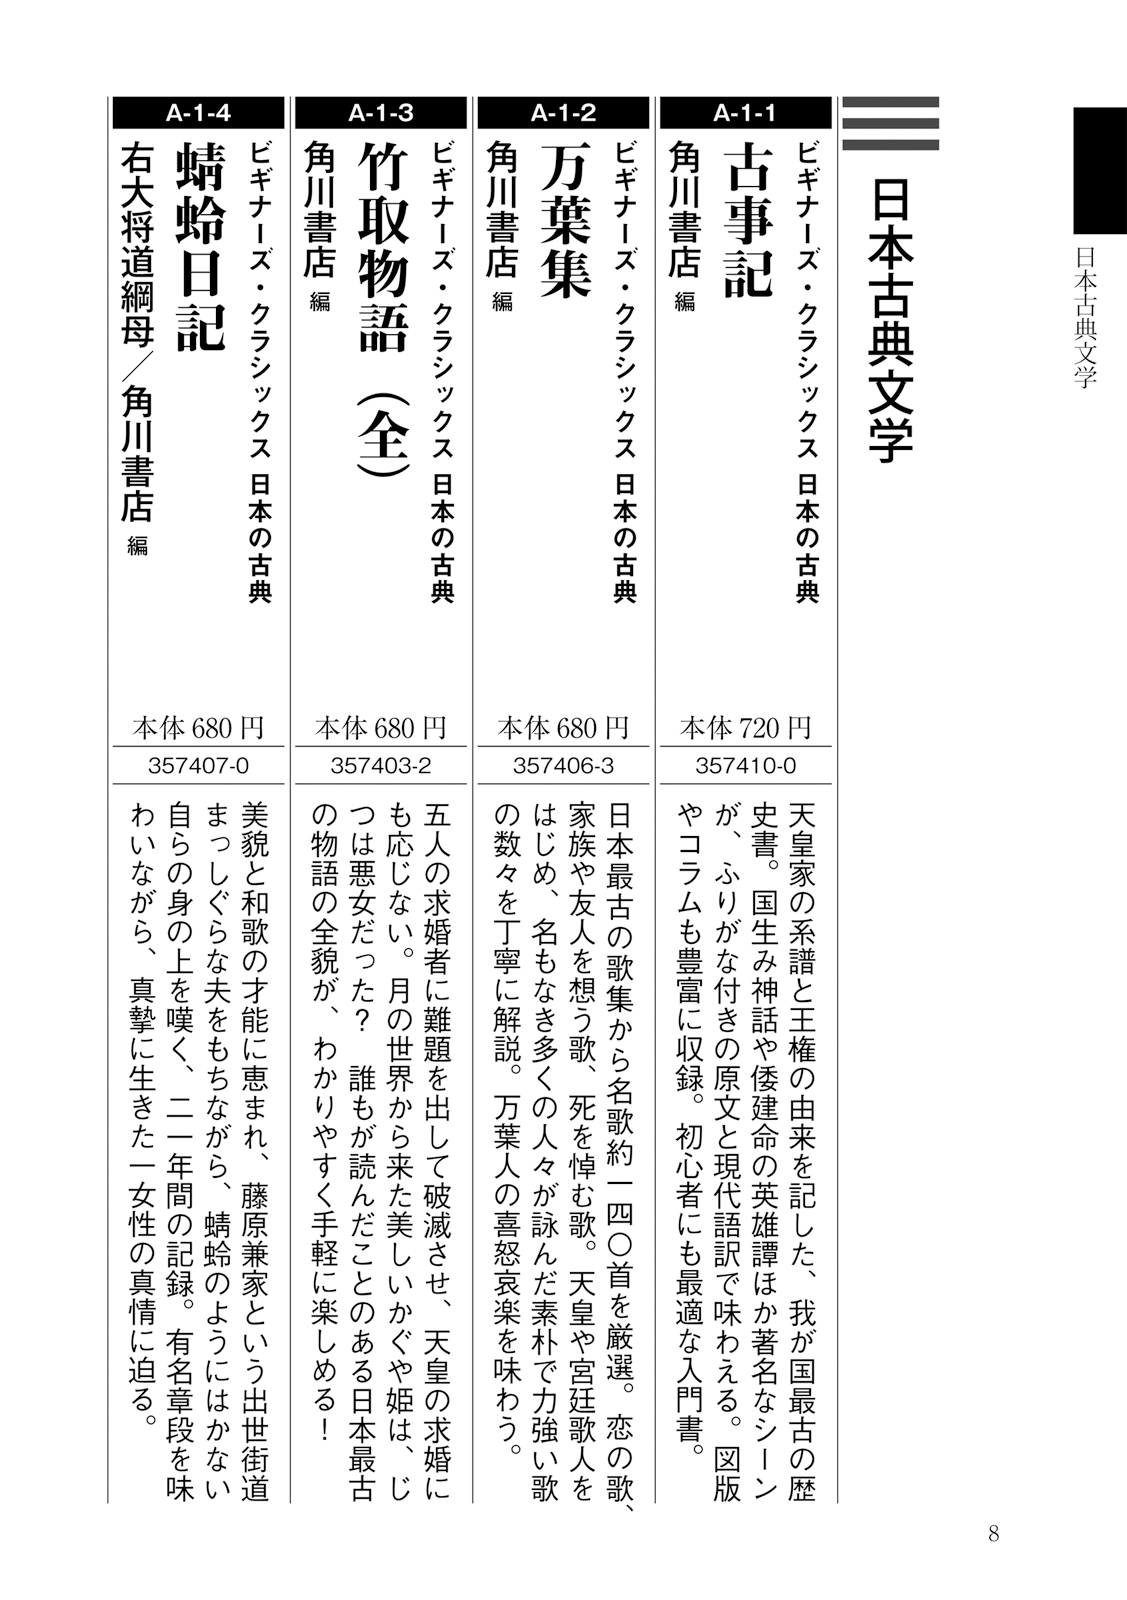 日本古典文学
日本古典文学
A-1-1
ビギナーズ・クラシックス 日本の古典
古事記
角川書店 編
本体 720 円
357410-0
天皇家の系譜と王権の由来を記した、我が国最古の歴
史書。国生み神話や倭建命の英雄譚ほか著名なシーン
が、ふりがな付きの原文と現代語訳で味わえる。図版
やコラムも豊富に収録。初心者にも最適な入門書。
A-1-2
ビギナーズ・クラシックス 日本の古典
万葉集
角川書店 編
本体 680 円
357406-3
日本最古の歌集から名歌約一四〇首を厳選。恋の歌、
家族や友人を想う歌、死を悼む歌。天皇や宮廷歌人を
はじめ、名もなき多くの人々が詠んだ素朴で力強い歌
の数々を丁寧に解説。万葉人の喜怒哀楽を味わう。
A-1-3
ビギナーズ・クラシックス 日本の古典
竹取物語（全）
角川書店 編
本体 680 円
357403-2
五人の求婚者に難題を出して破滅させ、天皇の求婚に
も応じない。月の世界から来た美しいかぐや姫は、じ
つは悪女だった？　誰もが読んだことのある日本最古
の物語の全貌が、わかりやすく手軽に楽しめる！
A-1-4
ビギナーズ・クラシックス 日本の古典
蜻蛉日記
右大将道綱母／角川書店 編
本体 680 円
357407-0
美貌と和歌の才能に恵まれ、藤原兼家という出世街道
まっしぐらな夫をもちながら、蜻蛉のようにはかない
自らの身の上を嘆く、二一年間の記録。有名章段を味
わいながら、真摯に生きた一女性の真情に迫る。
8